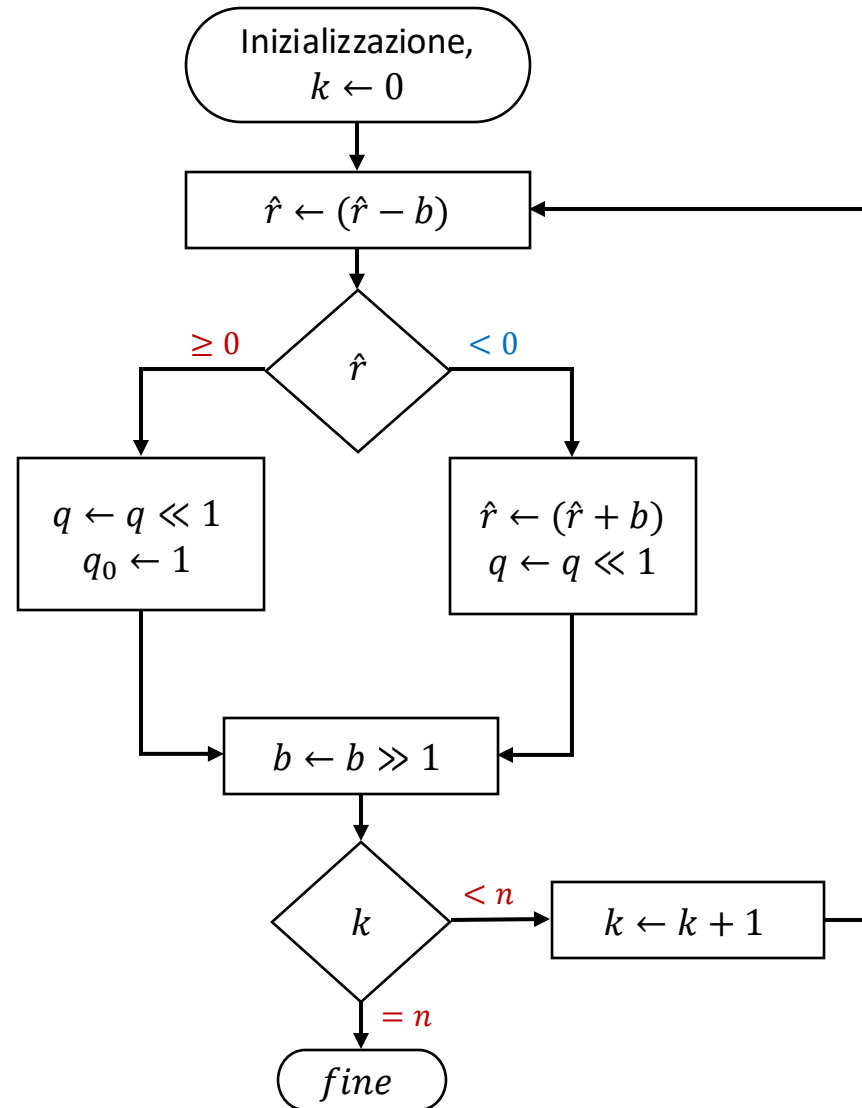 Inizializzazione,
k ← 0
r̂ ← (r̂ − b)
≥ 0
r̂
< 0
q ← q ≪ 1
q₀ ← 1
r̂ ← (r̂ + b)
q ← q ≪ 1
b ← b ≫ 1
k
< n
k ← k + 1
= n
fine